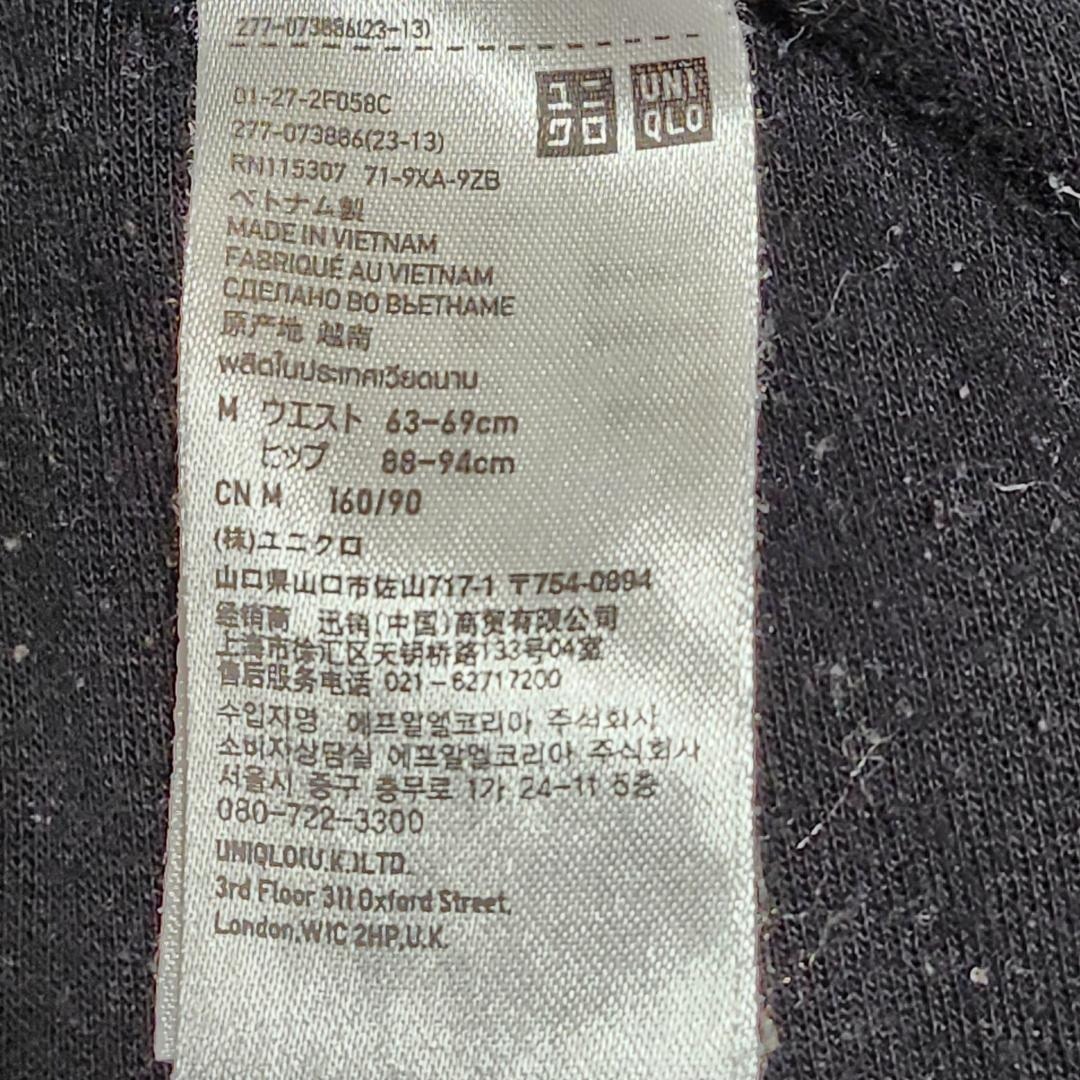 277-073886(23-13)
ユニ
クロ
UNI
QLO
01-27-2F058C
277-073886(23-13)
RN115307 71-9XA-9ZB
ベトナム製
MADE IN VIETNAM
FABRIQUÉ AU VIETNAM
СДЕЛАНО ВО ВЬЕТНАМЕ
原产地 越南
ผลิตในประเทศเวียดนาม
M ウエスト 63-69cm
ヒップ 88-94cm
CN M 160/90
(株)ユニクロ
山口県山口市佐山717-1 〒754-0894
经销商 迅销(中国)商贸有限公司
上海市徐汇区天钥桥路133号04室
售后服务电话 021-62717200
수입자명 에프알엘코리아 주식회사
소비자상담실 에프알엘코리아 주식회사
서울시 중구 충무로 1가 24-11 5층
080-722-3300
UNIQLO(U.K.)LTD.
3rd Floor 311 Oxford Street,
London,W1C 2HP,U.K.